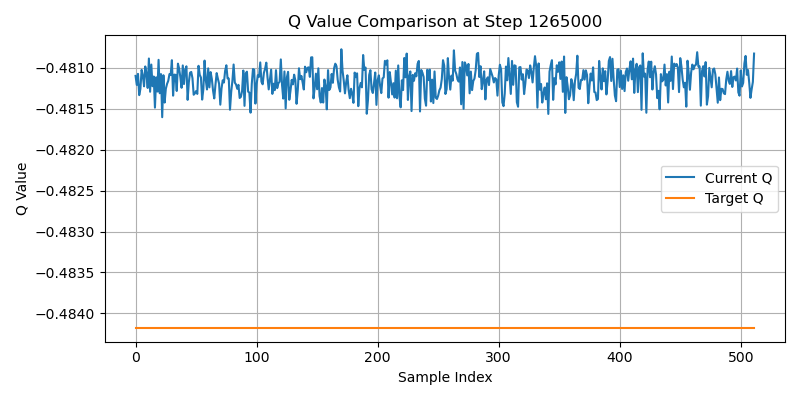 Q Value Comparison at Step 1265000
Q Value
−0.4810
−0.4815
−0.4820
−0.4825
−0.4830
−0.4835
−0.4840
Current Q
Target Q
0 100 200 300 400 500
Sample Index